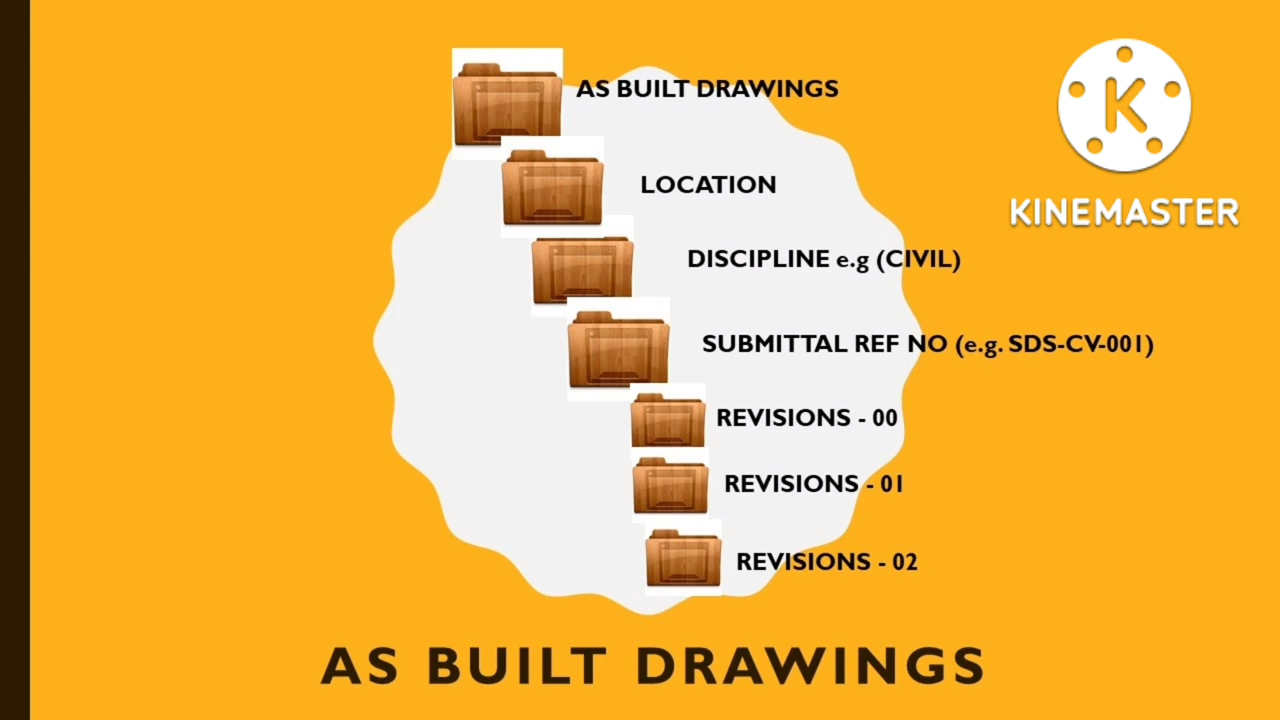 AS BUILT DRAWINGS
LOCATION
DISCIPLINE e.g (CIVIL)
SUBMITTAL REF NO (e.g. SDS-CV-001)
REVISIONS - 00
REVISIONS - 01
REVISIONS - 02
K
KINEMASTER
AS BUILT DRAWINGS